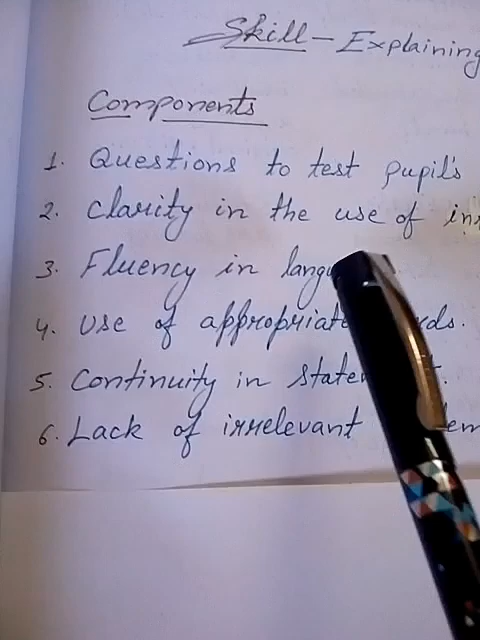 Skill - Explaining
Components
1. Questions to test pupil's
2. Clarity in the use of
3. Fluency in
4. Use of appropriate
5. Continuity in
6. Lack of irrelevant